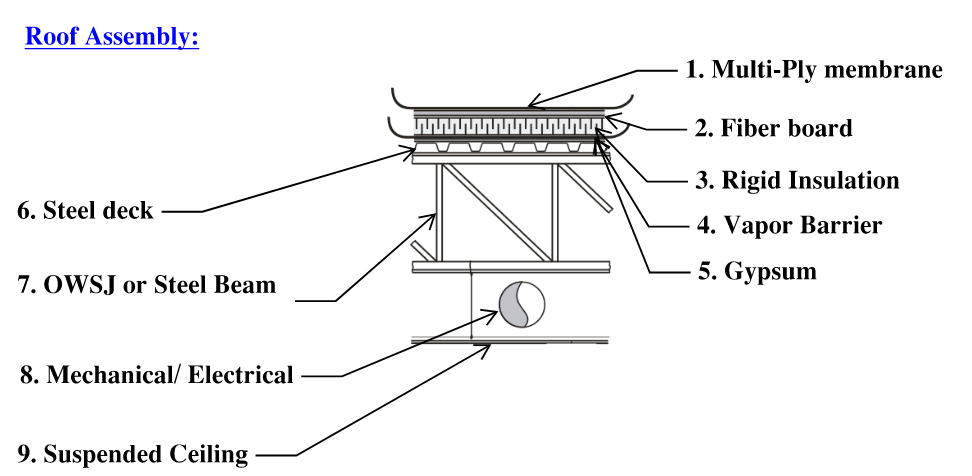 Roof Assembly:
1. Multi-Ply membrane
2. Fiber board
3. Rigid Insulation
4. Vapor Barrier
5. Gypsum
6. Steel deck
7. OWSJ or Steel Beam
8. Mechanical/ Electrical
9. Suspended Ceiling